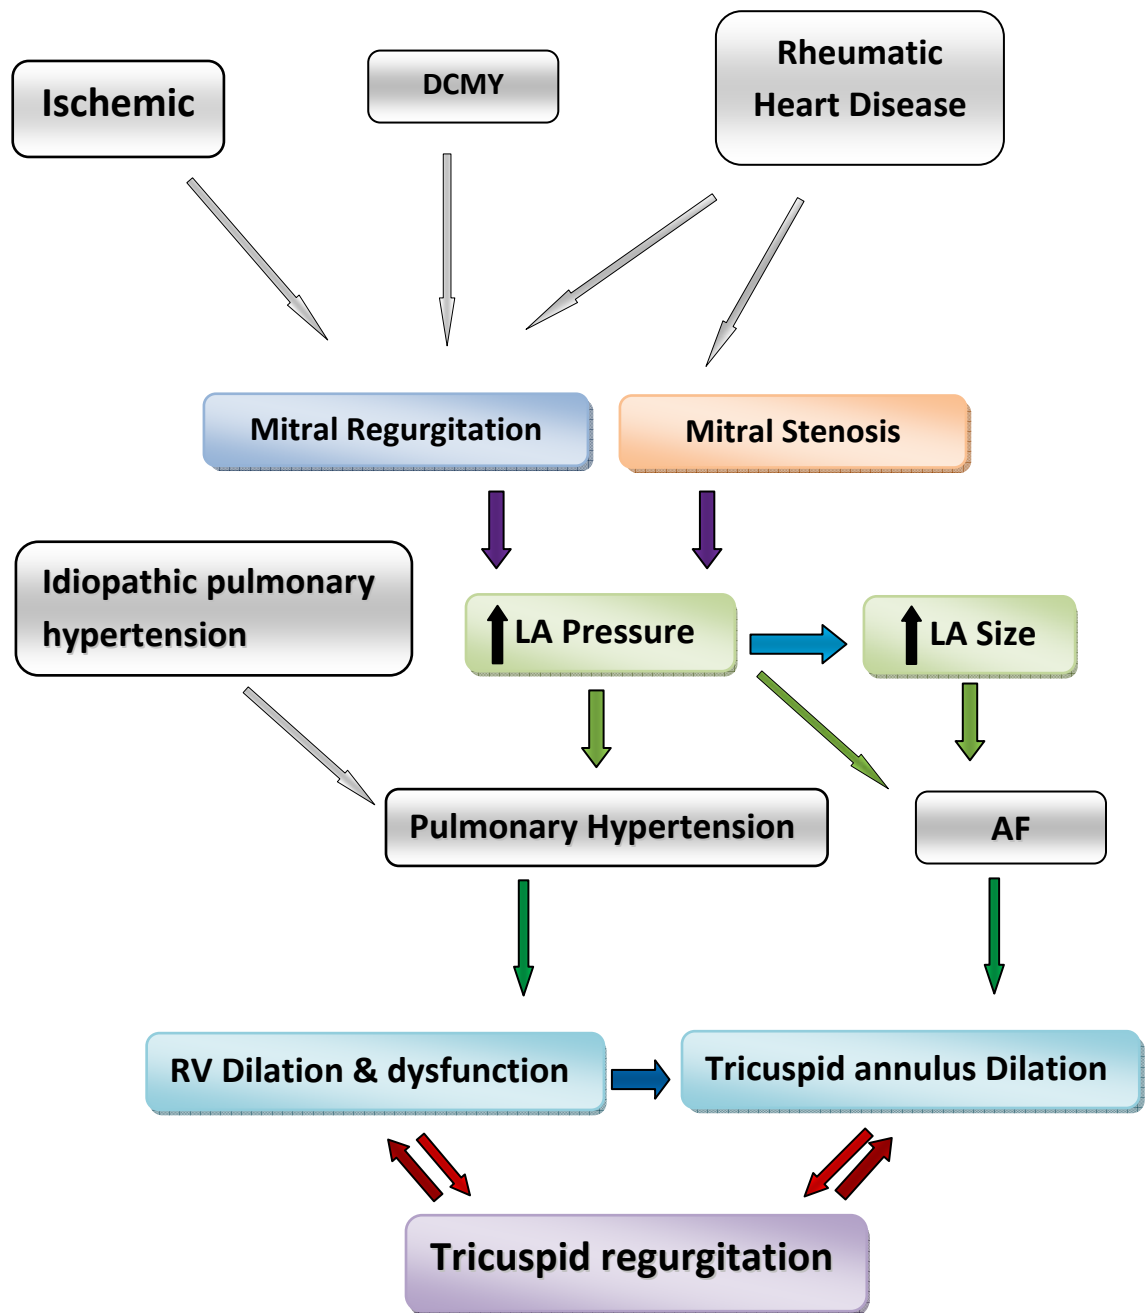 Ischemic
DCMY
Rheumatic
Heart Disease
Mitral Regurgitation
Mitral Stenosis
Idiopathic pulmonary
hypertension
LA Pressure
LA Size
Pulmonary Hypertension
AF
RV Dilation & dysfunction
Tricuspid annulus Dilation
Tricuspid regurgitation